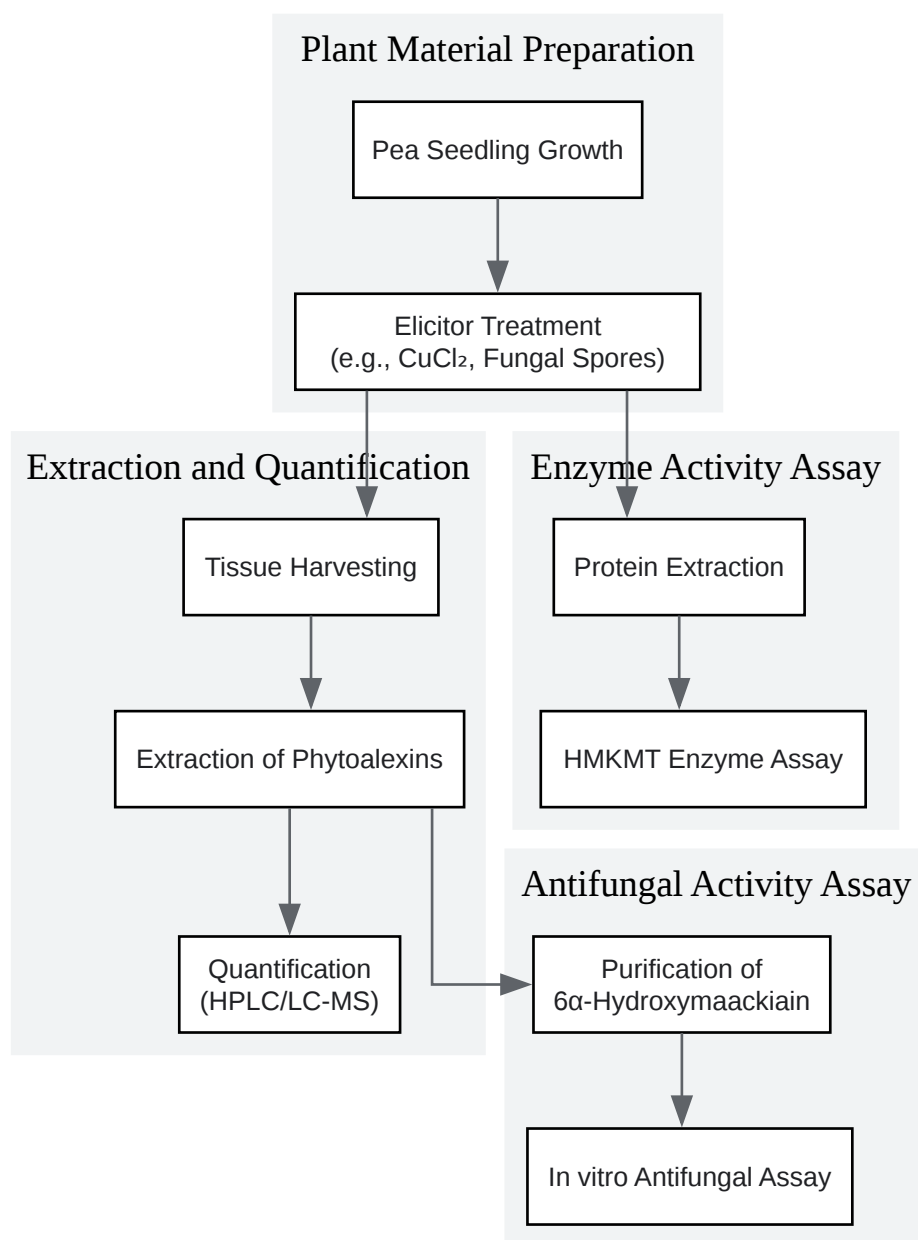 Plant Material Preparation
Pea Seedling Growth
Elicitor Treatment
(e.g., CuCl₂, Fungal Spores)
Extraction and Quantification
Tissue Harvesting
Extraction of Phytoalexins
Quantification
(HPLC/LC-MS)
Enzyme Activity Assay
Protein Extraction
HMKMT Enzyme Assay
Antifungal Activity Assay
Purification of
6α-Hydroxymaackiain
In vitro Antifungal Assay